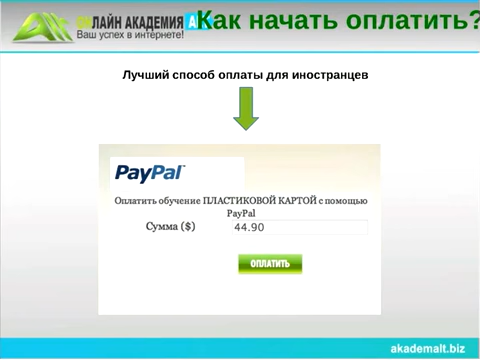 ОНЛАЙН АКАДЕМИЯ
Как начать оплатить?
Ваш успех в интернете!
Лучший способ оплаты для иностранцев
PayPal
Оплатить обучение ПЛАСТИКОВОЙ КАРТОЙ с помощью
PayPal
Сумма ($) 44.90
ОПЛАТИТЬ
akademalt.biz